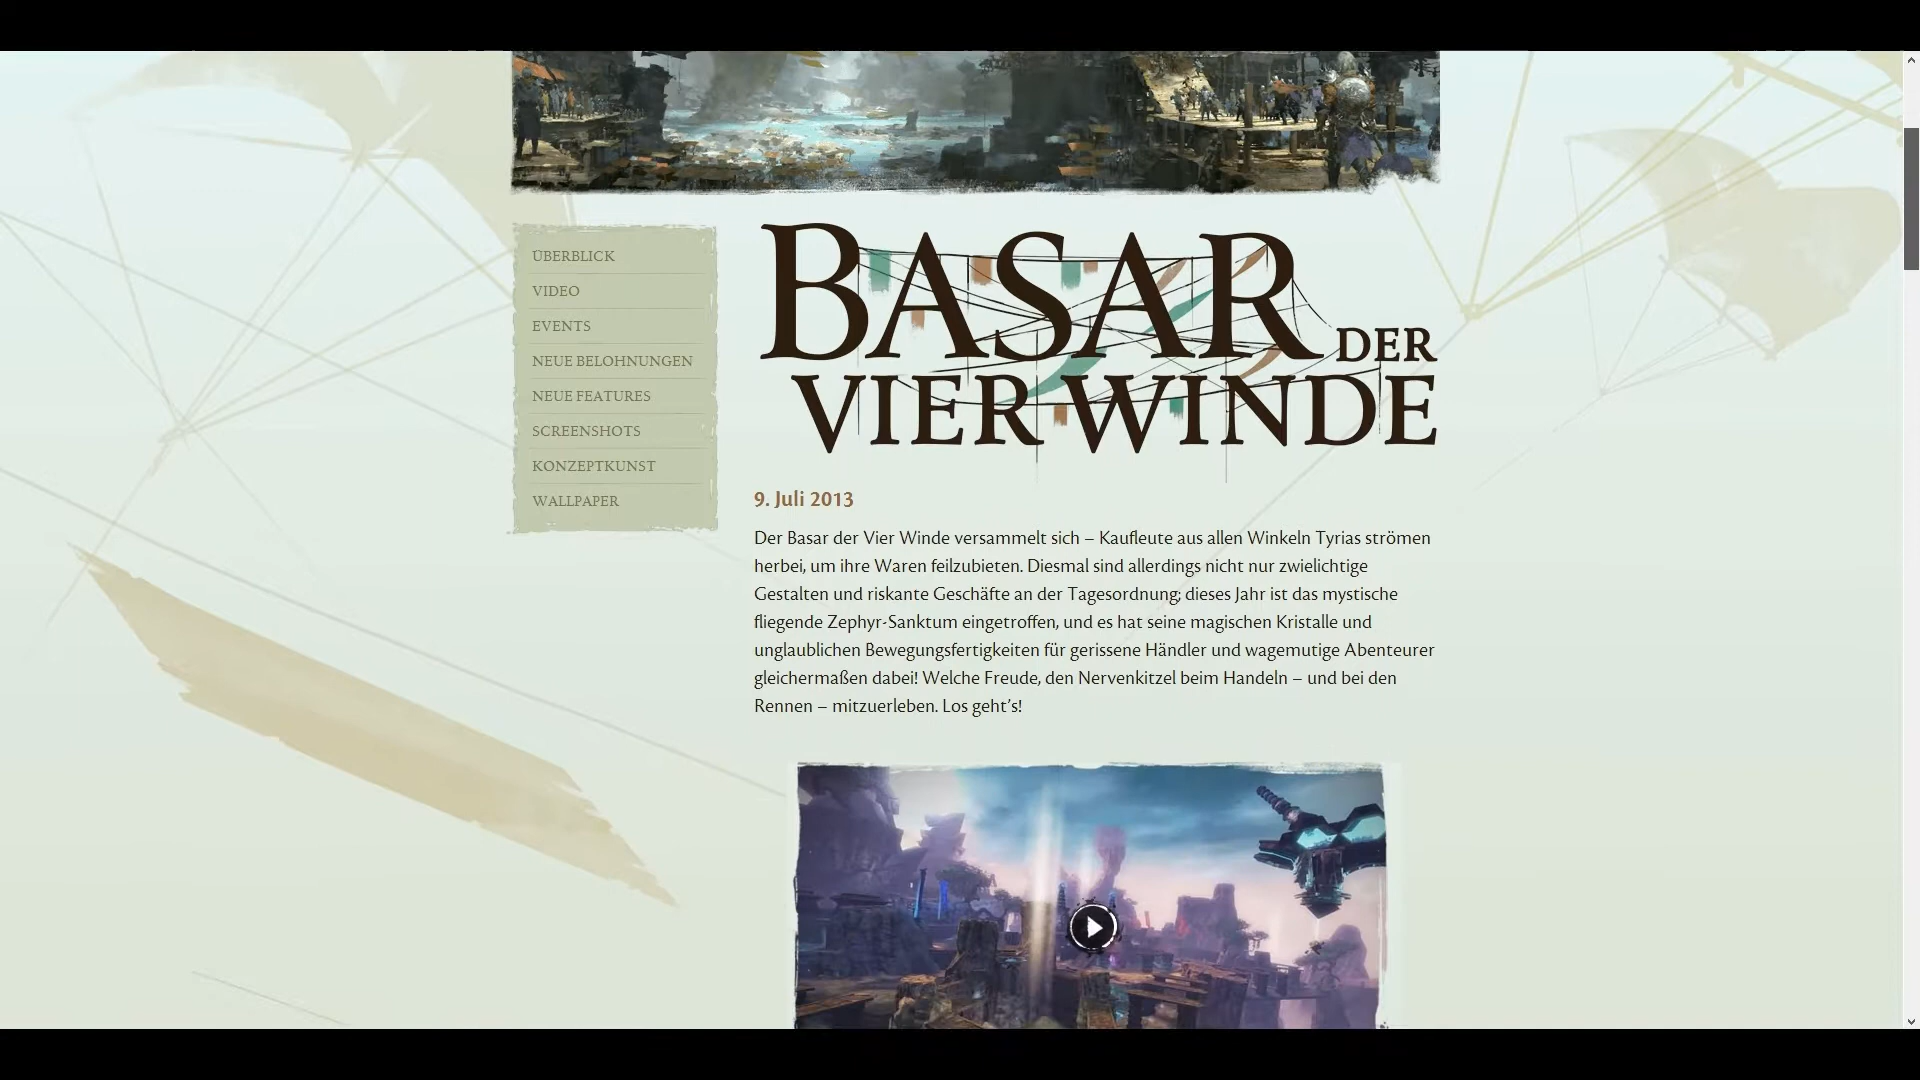 ÜBERBLICK
VIDEO
EVENTS
NEUE BELOHNUNGEN
NEUE FEATURES
SCREENSHOTS
KONZEPTKUNST
WALLPAPER
BASAR DER
VIER WINDE
9. Juli 2013
Der Basar der Vier Winde versammelt sich – Kaufleute aus allen Winkeln Tyrias strömen
herbei, um ihre Waren feilzubieten. Diesmal sind allerdings nicht nur zwielichtige
Gestalten und riskante Geschäfte an der Tagesordnung; dieses Jahr ist das mystische
fliegende Zephyr-Sanktum eingetroffen, und es hat seine magischen Kristalle und
unglaublichen Bewegungsfertigkeiten für gerissene Händler und wagemutige Abenteurer
gleichermaßen dabei! Welche Freude, den Nervenkitzel beim Handeln – und bei den
Rennen – mitzuerleben. Los geht’s!